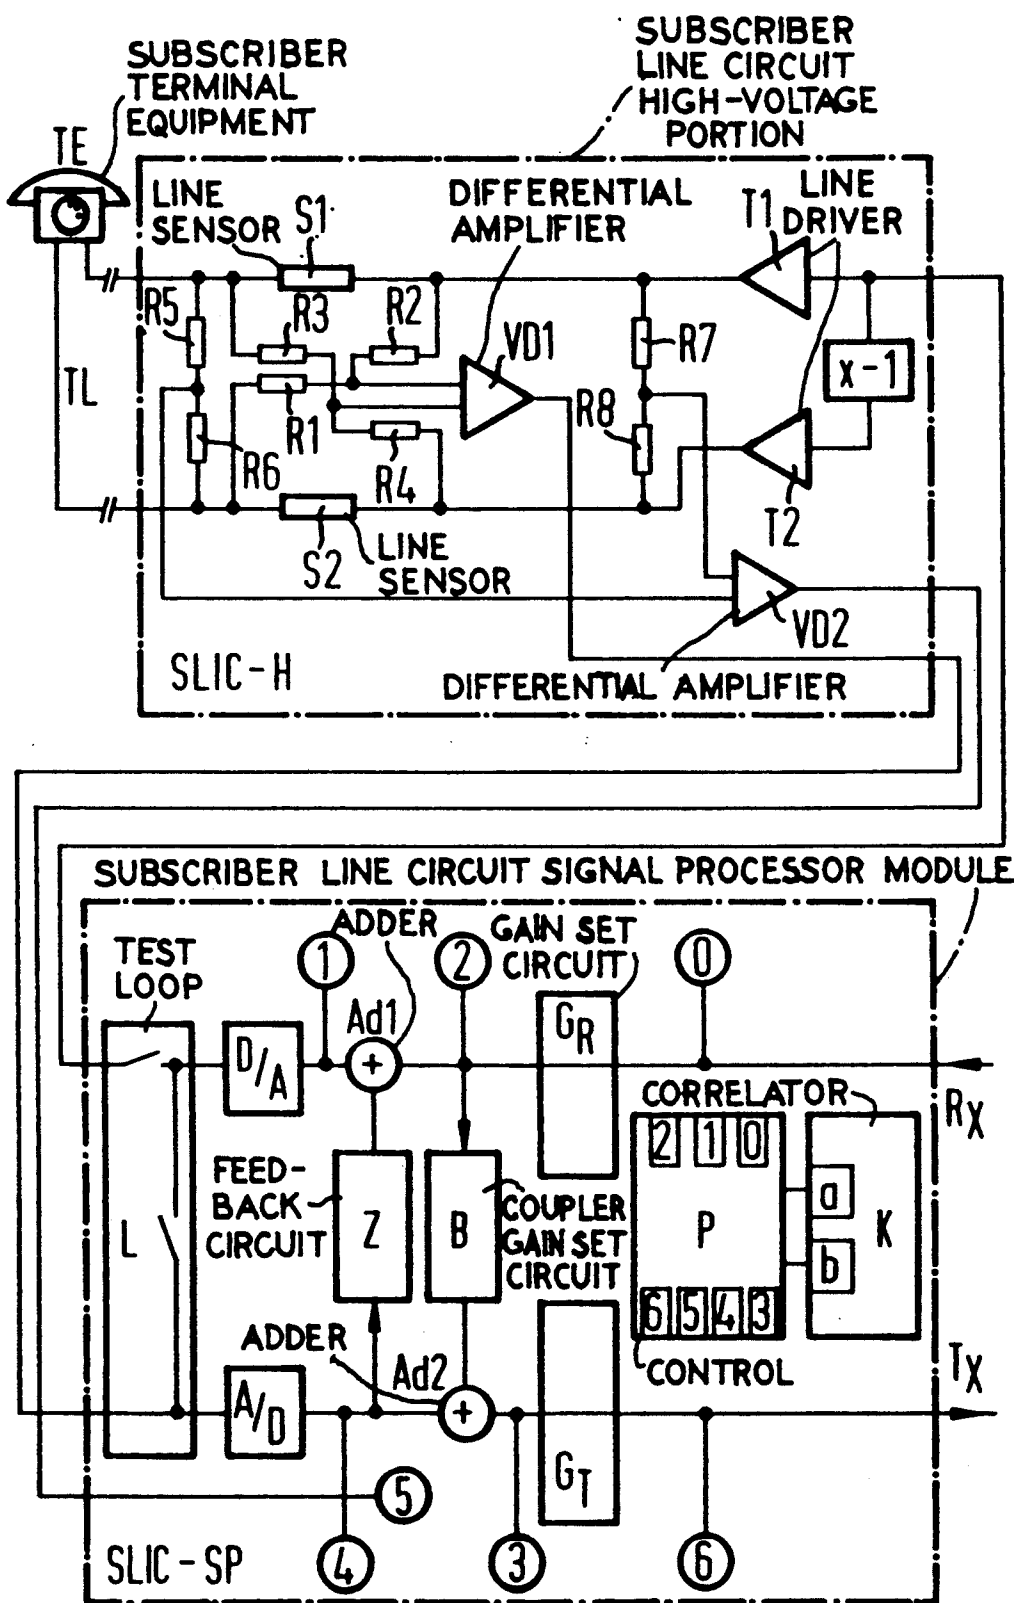 SUBSCRIBER
TERMINAL
EQUIPMENT
SUBSCRIBER
LINE CIRCUIT
HIGH-VOLTAGE
PORTION
TE
LINE
SENSOR
S1
DIFFERENTIAL
AMPLIFIER
T1
LINE
DRIVER
R5
R3
R2
VD1
R7
x-1
TL
R1
R8
R6
R4
T2
S2
LINE
SENSOR
VD2
SLIC-H
DIFFERENTIAL AMPLIFIER
SUBSCRIBER LINE CIRCUIT SIGNAL PROCESSOR MODULE
TEST
LOOP
1
ADDER
2
GAIN SET
CIRCUIT
0
Ad1
GR
D/A
+
CORRELATOR
RX
2 1 0
FEED-
BACK
CIRCUIT
Z
B
COUPLER
GAIN SET
CIRCUIT
P
a
b
K
L
6 5 4 3
ADDER
CONTROL
Ad2
TX
A/D
+
GT
5
SLIC-SP
4
3
6